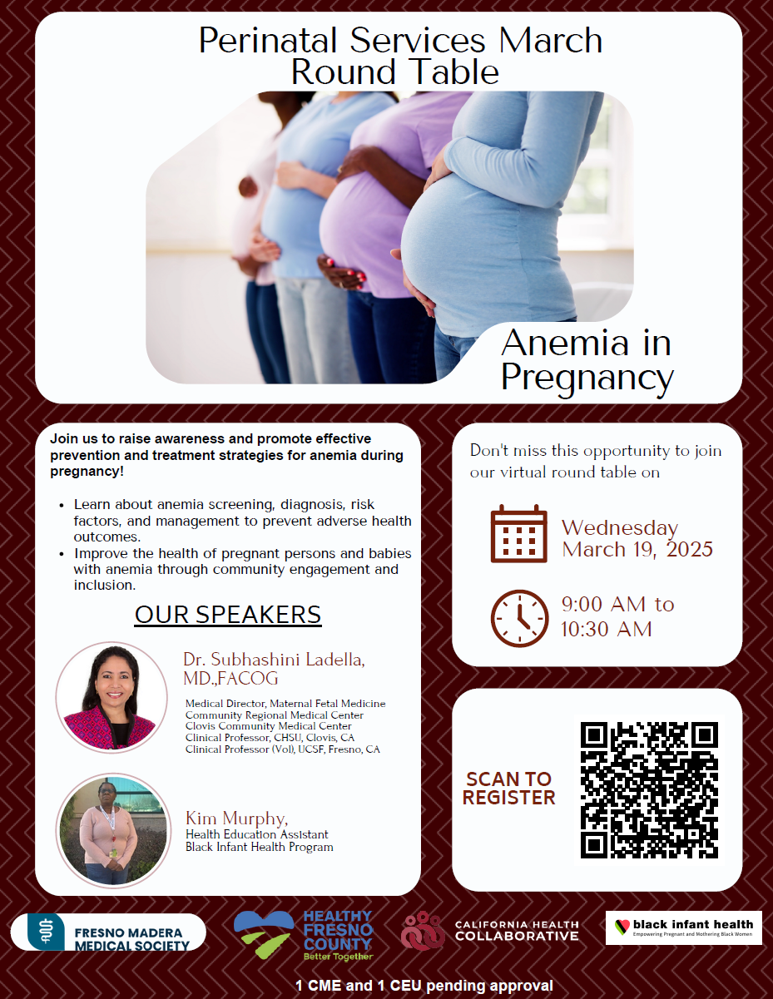 Perinatal Services March
Round Table
Anemia in
Pregnancy
Join us to raise awareness and promote effective
prevention and treatment strategies for anemia during
pregnancy!
• Learn about anemia screening, diagnosis, risk
factors, and management to prevent adverse health
outcomes.
• Improve the health of pregnant persons and babies
with anemia through community engagement and
inclusion.
OUR SPEAKERS
Dr. Subhashini Ladella,
MD.,FACOG
Medical Director, Maternal Fetal Medicine
Community Regional Medical Center
Clovis Community Medical Center
Clinical Professor, CHSU, Clovis, CA
Clinical Professor (Vol), UCSF, Fresno, CA
Kim Murphy,
Health Education Assistant
Black Infant Health Program
Don't miss this opportunity to join
our virtual round table on
Wednesday
March 19, 2025
9:00 AM to
10:30 AM
SCAN TO
REGISTER
FRESNO MADERA
MEDICAL SOCIETY
HEALTHY
FRESNO
COUNTY
Better Together
CALIFORNIA HEALTH
COLLABORATIVE
black infant health
Empowering Pregnant and Mothering Black Women
1 CME and 1 CEU pending approval